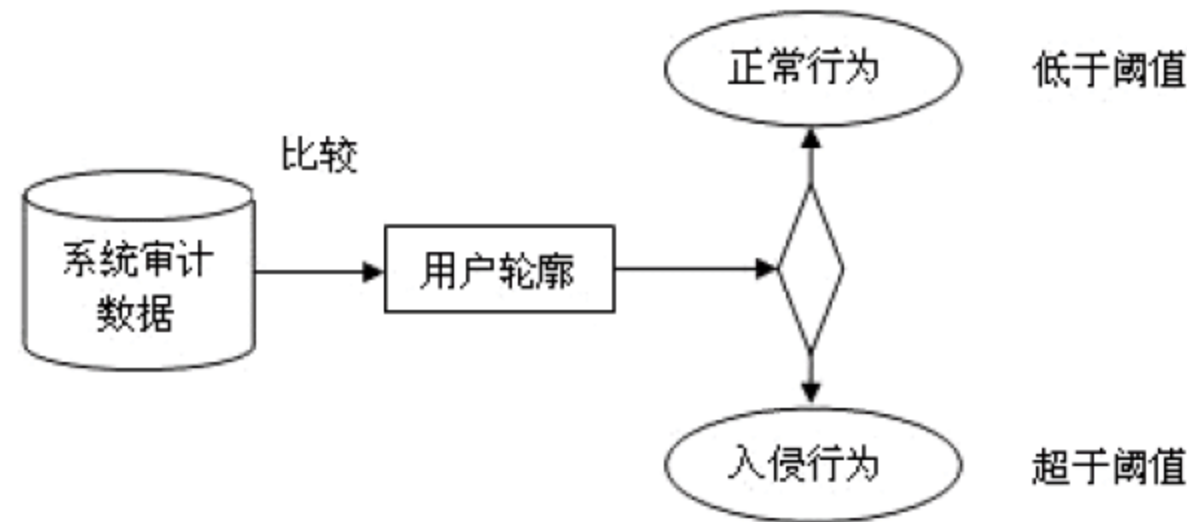 正常行为
低于阈值
比较
系统审计
数据
用户轮廓
入侵行为
超于阈值